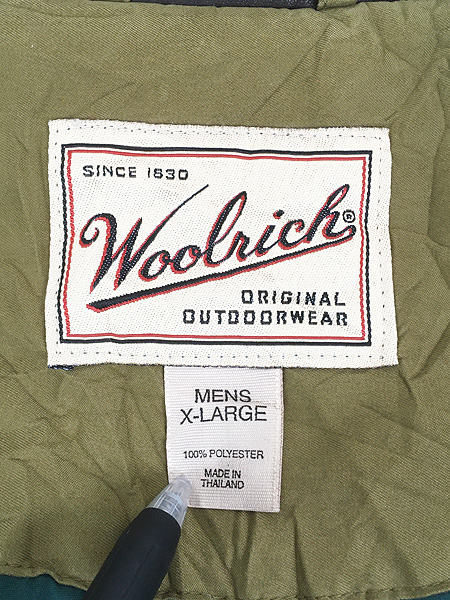 SINCE 1830
Woolrich®
ORIGINAL
OUTDOORWEAR
MENS
X-LARGE
100% POLYESTER
MADE IN
THAILAND